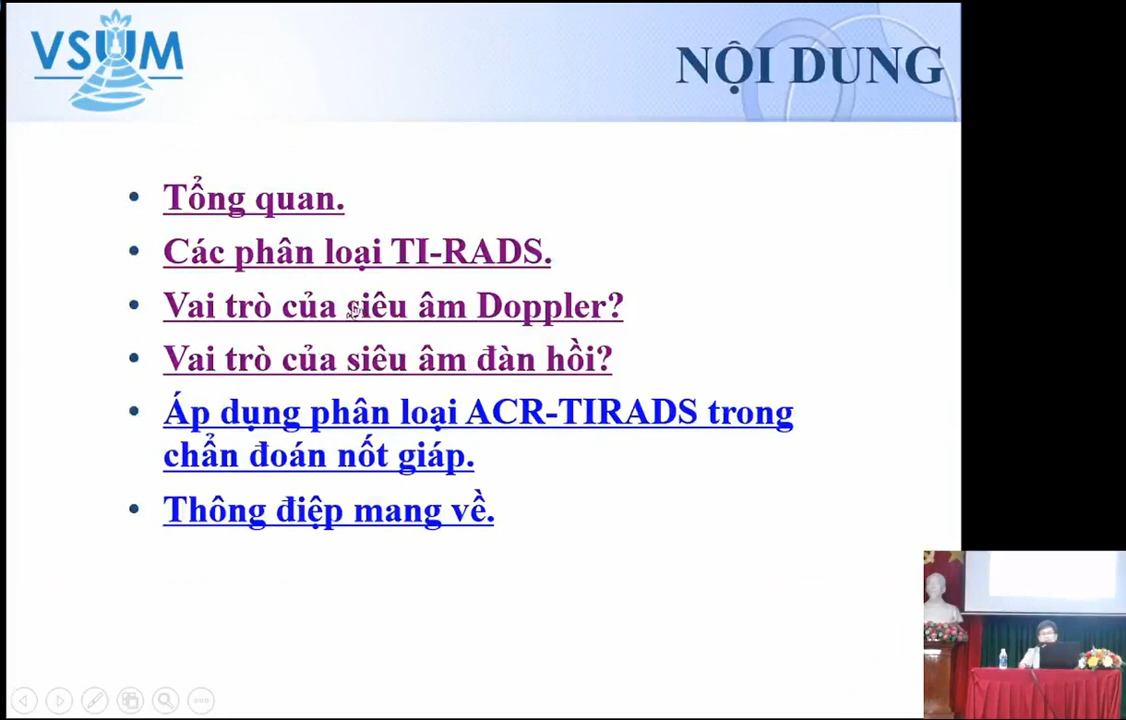 VSUM
NỘI DUNG
• Tổng quan.
• Các phân loại TI-RADS.
• Vai trò của siêu âm Doppler?
• Vai trò của siêu âm đàn hồi?
• Áp dụng phân loại ACR-TIRADS trong
chẩn đoán nốt giáp.
• Thông điệp mang về.